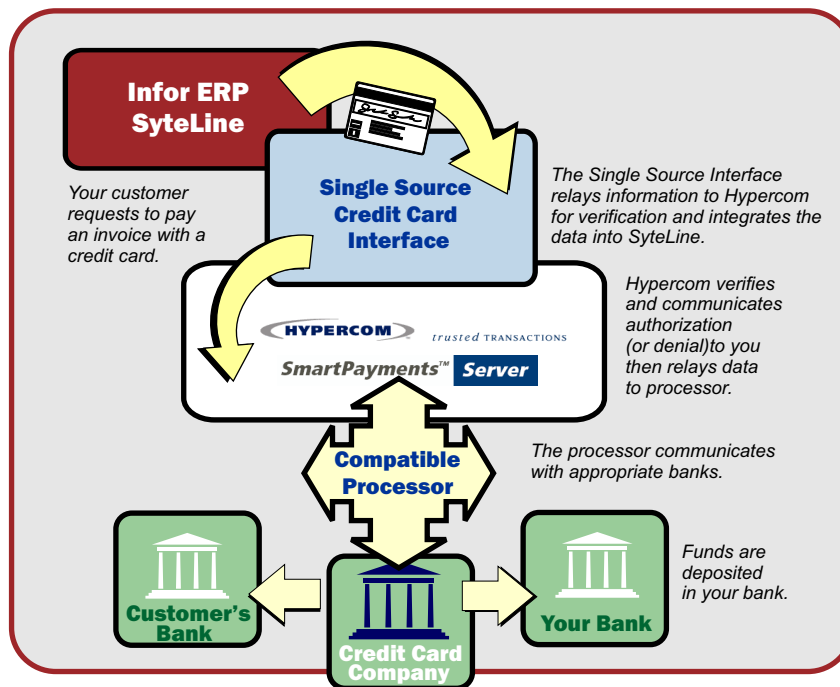 Infor ERP
SyteLine
Your customer
requests to pay
an invoice with a
credit card.
Single Source
Credit Card
Interface
The Single Source Interface
relays information to Hypercom
for verification and integrates the
data into SyteLine.
HYPERCOM
trusted TRANSACTIONS
SmartPayments™ Server
Hypercom verifies
and communicates
authorization
(or denial)to you
then relays data
to processor.
Compatible
Processor
The processor communicates
with appropriate banks.
Customer's
Bank
Credit Card
Company
Your Bank
Funds are
deposited
in your bank.